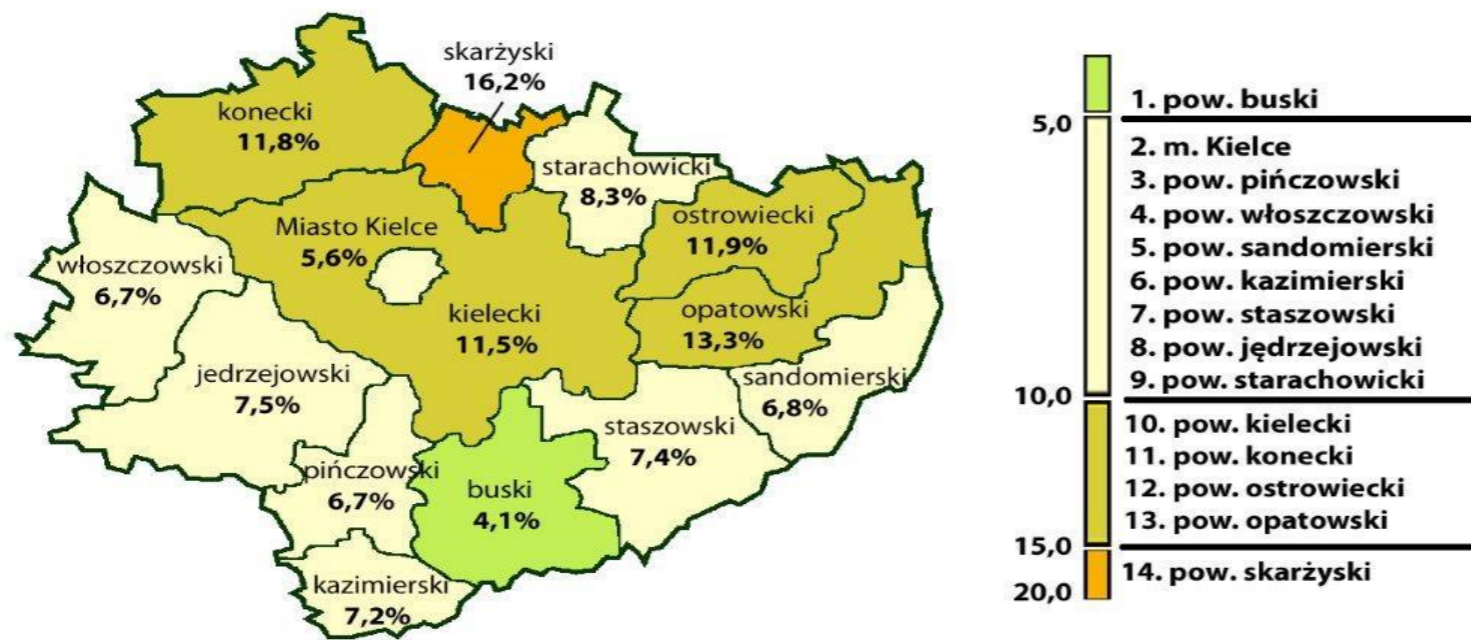 skarżyski
16,2%
konecki
11,8%
starachowicki
8,3%
ostrowiecki
11,9%
Miasto Kielce
5,6%
włoszczowski
6,7%
kielecki
11,5%
opatowski
13,3%
jedrzejowski
7,5%
sandomierski
6,8%
staszowski
7,4%
pińczowski
6,7%
buski
4,1%
kazimierski
7,2%
1. pow. buski
5,0
2. m. Kielce
3. pow. pińczowski
4. pow. włoszczowski
5. pow. sandomierski
6. pow. kazimierski
7. pow. staszowski
8. pow. jędrzejowski
9. pow. starachowicki
10,0
10. pow. kielecki
11. pow. konecki
12. pow. ostrowiecki
13. pow. opatowski
15,0
14. pow. skarżyski
20,0